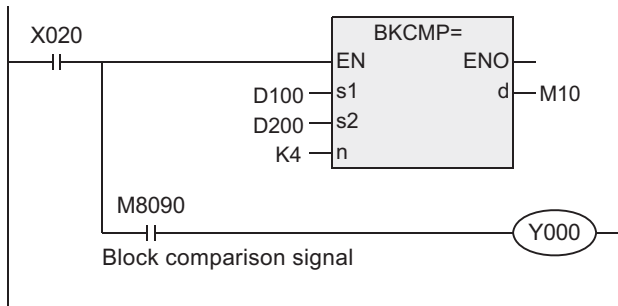 X020
BKCMP=
EN ENO
D100 s1 d M10
D200 s2
K4 n
M8090
Y000
Block comparison signal